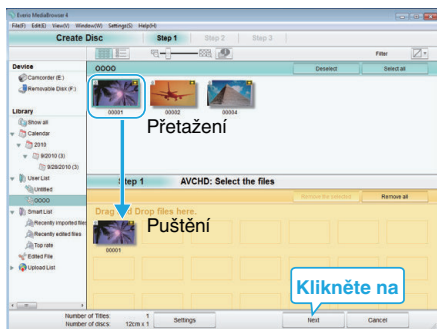 Everio MediaBrowser 4
File(F) Edit(E) View(V) Window(W) Settings(S) Help(H)
Create Disc
Step 1
Step 2
Step 3
Filter
Device
Camcorder (E:)
Removable Disk (F:)
Library
Show all
Calendar
2010
9/2010 (3)
9/28/2010 (3)
User List
Untitled
OOOO
Smart List
Recently imported files
Recently edited files
Top rate
Edited File
Upload List
OOOO
Deselect
Select all
00001
00002
00004
Přetažení
Step 1
AVCHD: Select the files
Remove the selected
Remove all
Drag and Drop files here.
Puštění
00001
Klikněte na
Number of Titles: 1
Number of discs: 12cm x 1
Settings
Next
Cancel